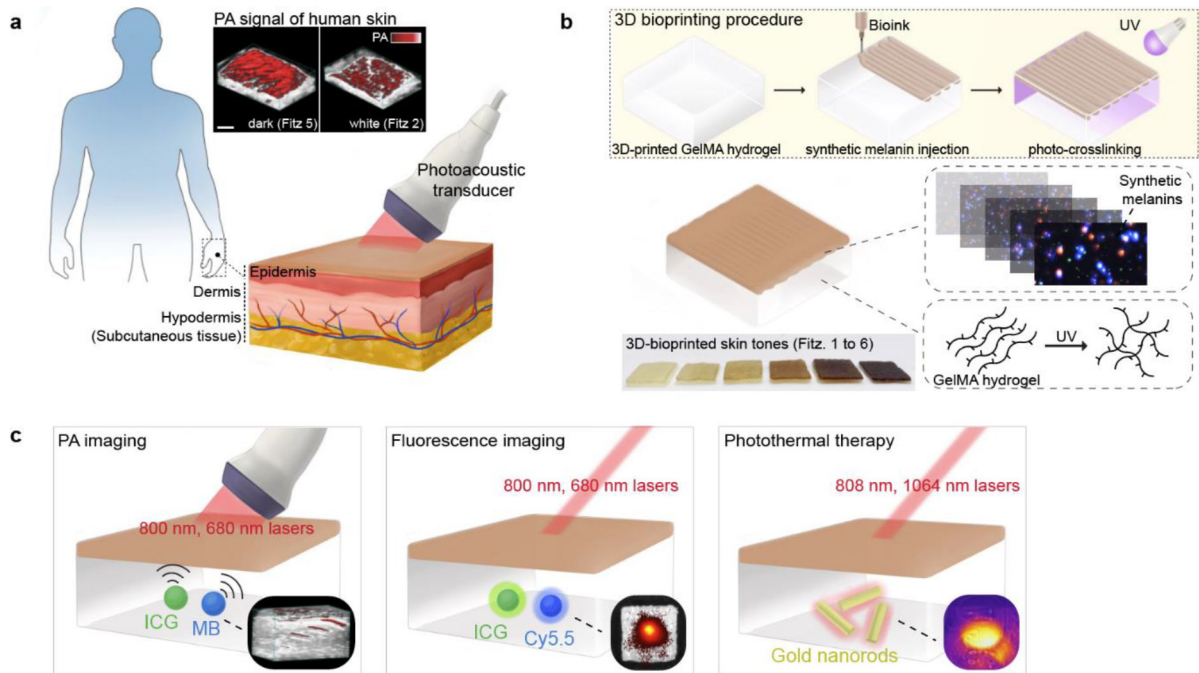 a
PA signal of human skin
PA
dark (Fitz 5)
white (Fitz 2)
Photoacoustic
transducer
Epidermis
Dermis
Hypodermis
(Subcutaneous tissue)
b
3D bioprinting procedure
Bioink
UV
3D-printed GelMA hydrogel
synthetic melanin injection
photo-crosslinking
Synthetic
melanins
3D-bioprinted skin tones (Fitz. 1 to 6)
UV
GelMA hydrogel
c
PA imaging
800 nm, 680 nm lasers
ICG
MB
Fluorescence imaging
800 nm, 680 nm lasers
ICG
Cy5.5
Photothermal therapy
808 nm, 1064 nm lasers
Gold nanorods